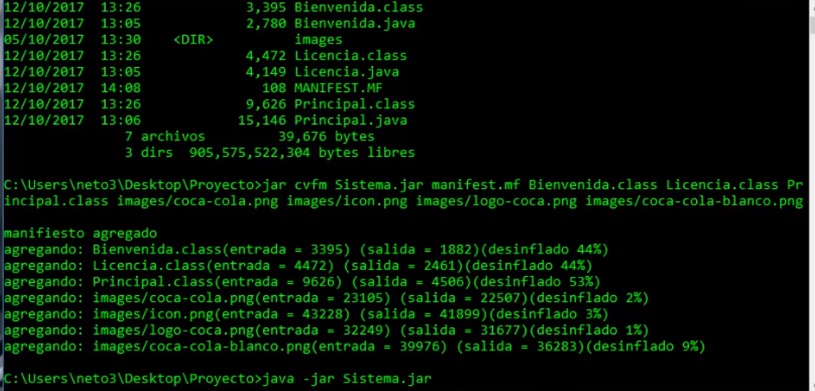 12/10/2017  13:26             3,395 Bienvenida.class
12/10/2017  13:05             2,780 Bienvenida.java
05/10/2017  13:30    <DIR>          images
12/10/2017  13:26             4,472 Licencia.class
12/10/2017  13:05             4,149 Licencia.java
12/10/2017  14:08               108 MANIFEST.MF
12/10/2017  13:26             9,626 Principal.class
12/10/2017  13:06            15,146 Principal.java
7 archivos         39,676 bytes
3 dirs  905,575,522,304 bytes libres
C:\Users\neto3\Desktop\Proyecto>jar cvfm Sistema.jar manifest.mf Bienvenida.class Licencia.class Pr
incipal.class images/coca-cola.png images/icon.png images/logo-coca.png images/coca-cola-blanco.png
manifiesto agregado
agregando: Bienvenida.class(entrada = 3395) (salida = 1882)(desinflado 44%)
agregando: Licencia.class(entrada = 4472) (salida = 2461)(desinflado 44%)
agregando: Principal.class(entrada = 9626) (salida = 4506)(desinflado 53%)
agregando: images/coca-cola.png(entrada = 23105) (salida = 22507)(desinflado 2%)
agregando: images/icon.png(entrada = 43228) (salida = 41899)(desinflado 3%)
agregando: images/logo-coca.png(entrada = 32249) (salida = 31677)(desinflado 1%)
agregando: images/coca-cola-blanco.png(entrada = 39976) (salida = 36283)(desinflado 9%)
C:\Users\neto3\Desktop\Proyecto>java -jar Sistema.jar